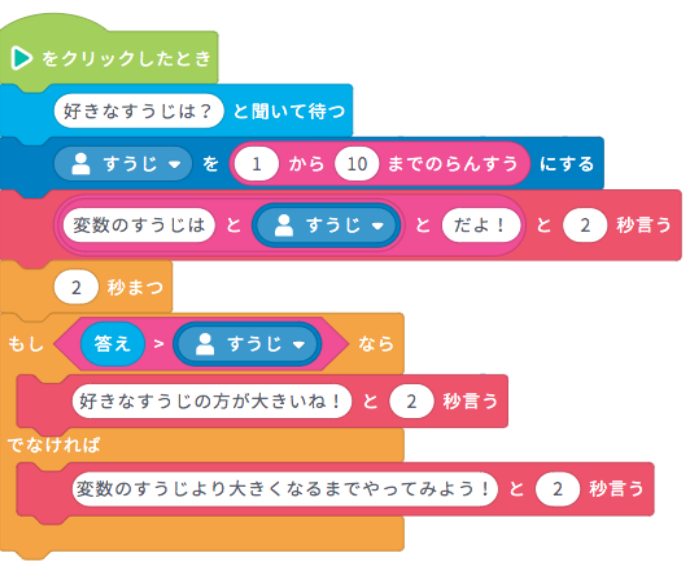 をクリックしたとき
好きなすうじは？ と聞いて待つ
すうじ を 1 から 10 までのらんすう にする
変数のすうじは と すうじ と だよ！ と 2 秒言う
2 秒まつ
もし 答え > すうじ なら
好きなすうじの方が大きいね！ と 2 秒言う
でなければ
変数のすうじより大きくなるまでやってみよう！ と 2 秒言う